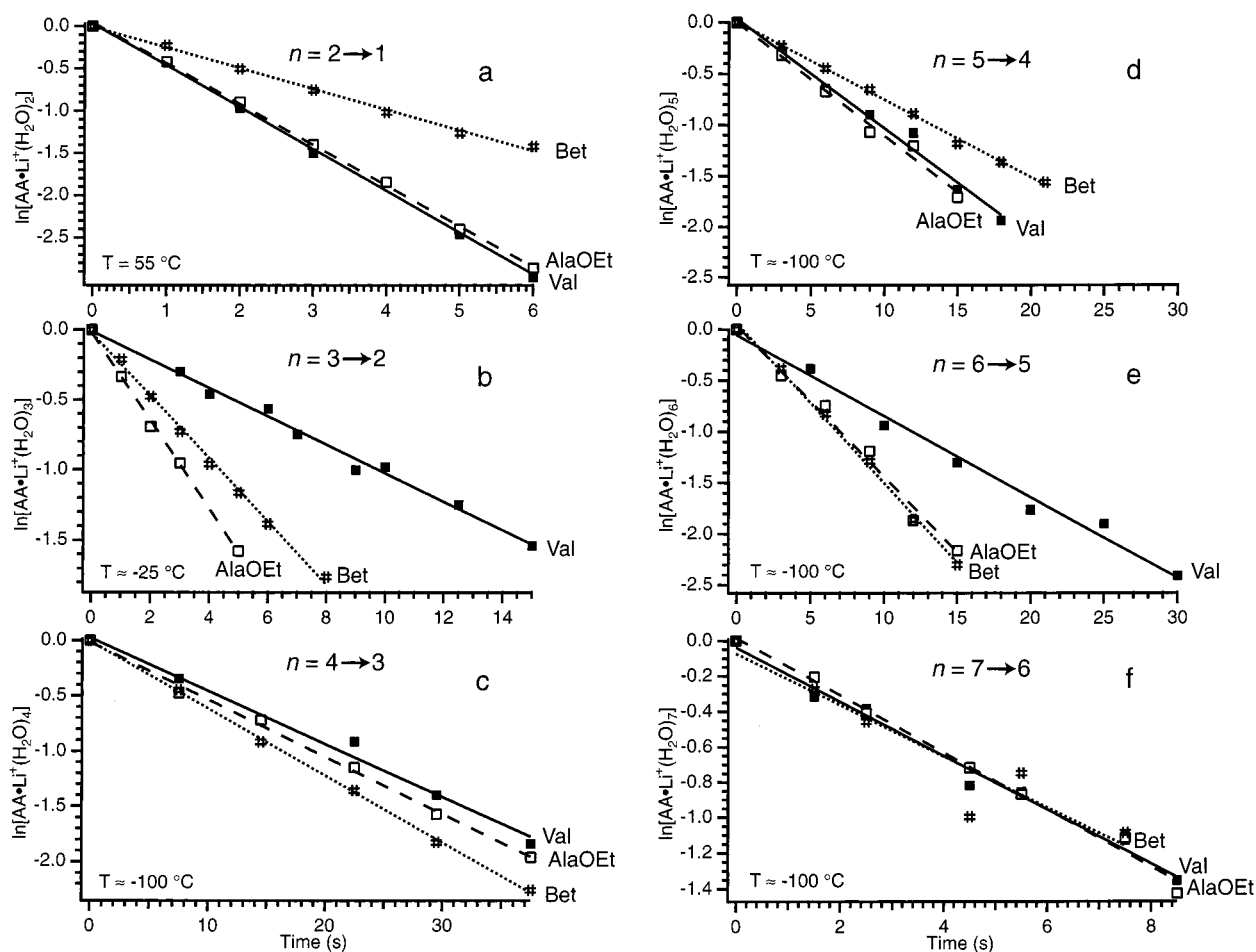 0.0
-0.5
-1.0
-1.5
-2.0
-2.5
ln[AA•Li⁺(H₂O)₂]
n = 2→1
a
Bet
AlaOEt
Val
T = 55 °C
0 1 2 3 4 5 6
0.0
-0.5
-1.0
-1.5
ln[AA•Li⁺(H₂O)₃]
n = 3→2
b
Val
AlaOEt
Bet
T ≈ -25 °C
0 2 4 6 8 10 12 14
0.0
-0.5
-1.0
-1.5
-2.0
ln[AA•Li⁺(H₂O)₄]
n = 4→3
c
Val
AlaOEt
Bet
T ≈ -100 °C
0 10 20 30
Time (s)
0.0
-0.5
-1.0
-1.5
-2.0
-2.5
ln[AA•Li⁺(H₂O)₅]
n = 5→4
d
Bet
AlaOEt
Val
T ≈ -100 °C
0 5 10 15 20 25 30
0.0
-0.5
-1.0
-1.5
-2.0
-2.5
ln[AA•Li⁺(H₂O)₆]
n = 6→5
e
AlaOEt
Bet
Val
T ≈ -100 °C
0 5 10 15 20 25 30
0.0
-0.2
-0.4
-0.6
-0.8
-1.0
-1.2
-1.4
ln[AA•Li⁺(H₂O)₇]
n = 7→6
f
Bet
Val
AlaOEt
T ≈ -100 °C
0 2 4 6 8
Time (s)